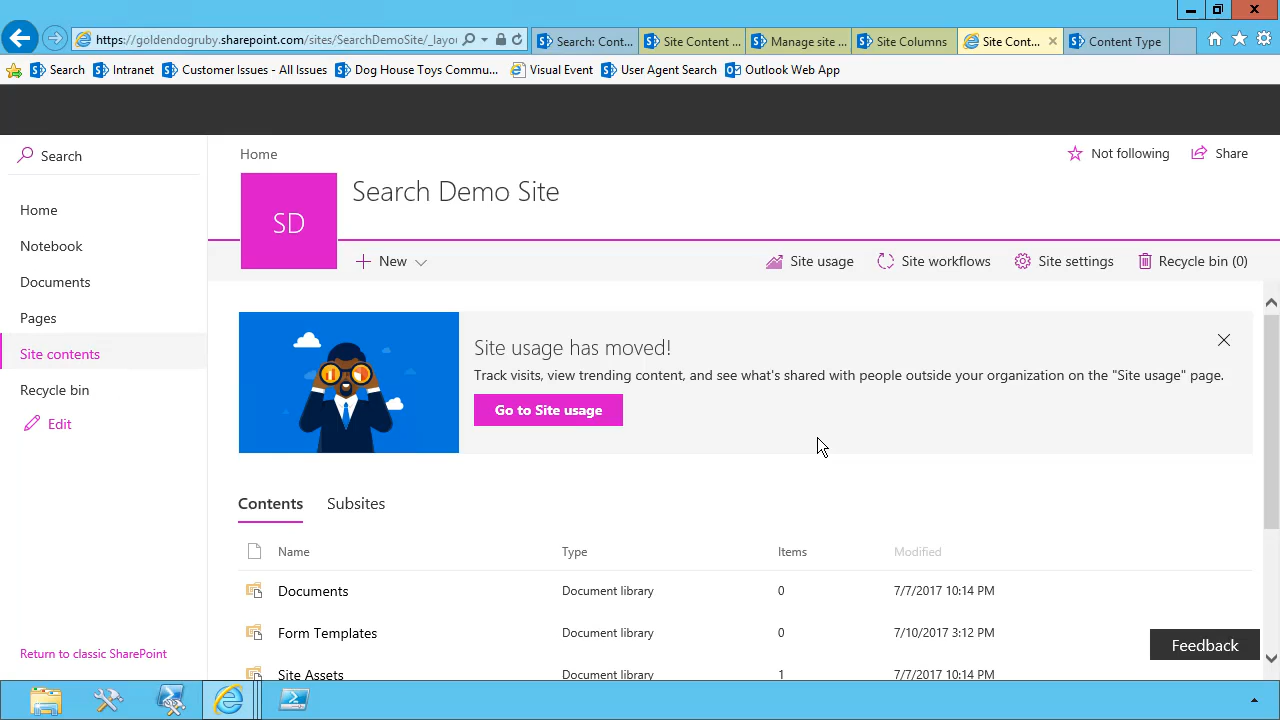 https://goldendogruby.sharepoint.com/sites/SearchDemoSite/_layou
Search: Cont...
Site Content ...
Manage site ...
Site Columns
Site Cont...
Content Type
Search
Intranet
Customer Issues - All Issues
Dog House Toys Commu...
Visual Event
User Agent Search
Outlook Web App
Search
Home
Notebook
Documents
Pages
Site contents
Recycle bin
Edit
Return to classic SharePoint
Home
Not following
Share
SD
Search Demo Site
New
Site usage
Site workflows
Site settings
Recycle bin (0)
Site usage has moved!
Track visits, view trending content, and see what's shared with people outside your organization on the "Site usage" page.
Go to Site usage
Contents
Subsites
Name Type Items Modified
Documents Document library 0 7/7/2017 10:14 PM
Form Templates Document library 0 7/10/2017 3:12 PM
Site Assets Document library 1 7/7/2017 10:14 PM
Feedback